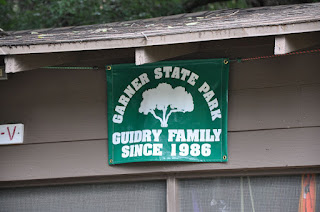 GARNER STATE PARK
GUIDRY FAMILY
SINCE 1986
-V